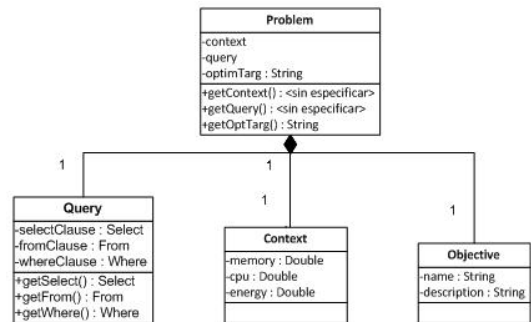 Problem
-context
-query
-optimTarg : String
+getContext() : <sin especificar>
+getQuery() : <sin especificar>
+getOptTarg() : String
1
1
1
1
Query
-selectClause : Select
-fromClause : From
-whereClause : Where
+getSelect() : Select
+getFrom() : From
+getWhere() : Where
Context
-memory : Double
-cpu : Double
-energy : Double
Objective
-name : String
-description : String